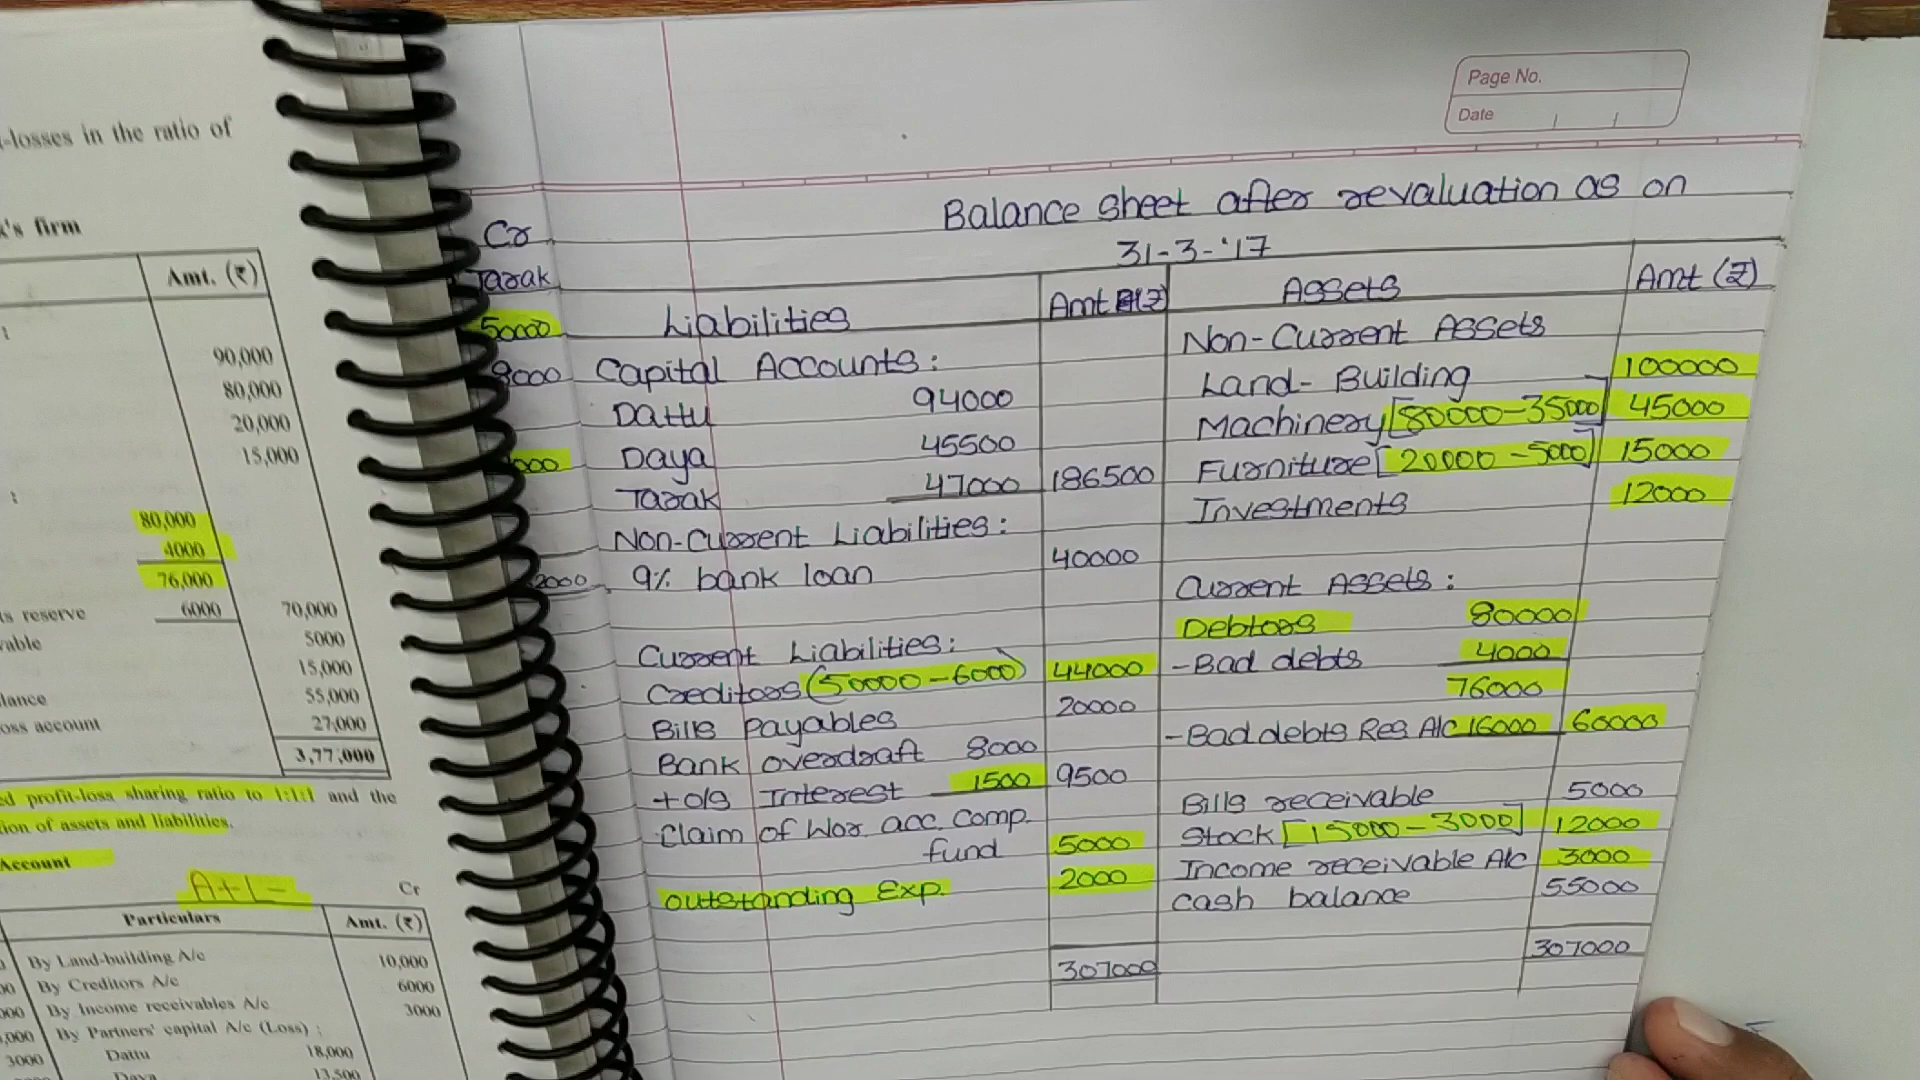 -losses in the ratio of
's firm
Amt. (₹)
:
90,000
80,000
20,000
15,000
:
80,000
4000
76,000
ts reserve 6000 70,000
vable 5000
15,000
lance 55,000
oss account 27,000
3,77,000
ed profit-loss sharing ratio to 1:1:1 and the
ion of assets and liabilities.
Account
A+L-
Cr
Particulars Amt. (₹)
By Land-building A/c 10,000
By Creditors A/c 6000
By Income receivables A/c 3000
By Partners' capital A/c (Loss) :
3000 Dattu 18,000
Daya 13,500
Cr
Tarak
50000
9000
000
2000
Page No.
Date
Balance sheet after revaluation as on
31-3-'17
Liabilities Amt (₹) Assets Amt (₹)
Capital Accounts: Non-Current Assets
Dattu 94000 Land-Building 100000
Daya 45500 Machinery [80000-35000] 45000
Tarak 47000 186500 Furniture [20000-5000] 15000
Non-Current Liabilities: Investments 12000
9% bank loan 40000
Current Assets:
Current Liabilities: Debtors 80000
Creditors (50000-6000) 44000 -Bad debts 4000
Bills Payables 20000 76000
Bank overdraft 8000 -Bad debts Res A/c 16000 60000
+o/s Interest 1500 9500 Bills receivable 5000
Claim of Wor. acc. comp. Stock [15000-3000] 12000
fund 5000 Income receivable A/c 3000
outstanding Exp. 2000 cash balance 55000
307000 307000